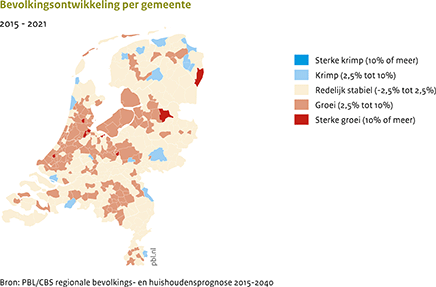 Bevolkingsontwikkeling per gemeente
2015 - 2021
Sterke krimp (10% of meer)
Krimp (2,5% tot 10%)
Redelijk stabiel (-2,5% tot 2,5%)
Groei (2,5% tot 10%)
Sterke groei (10% of meer)
pbl.nl
Bron: PBL/CBS regionale bevolkings- en huishoudensprognose 2015-2040